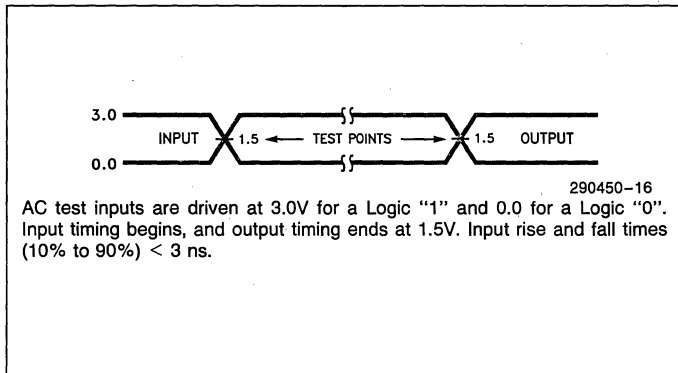 3.0
INPUT 1.5 TEST POINTS 1.5 OUTPUT
0.0
290450-16
AC test inputs are driven at 3.0V for a Logic “1” and 0.0 for a Logic “0”.
Input timing begins, and output timing ends at 1.5V. Input rise and fall times
(10% to 90%) < 3 ns.